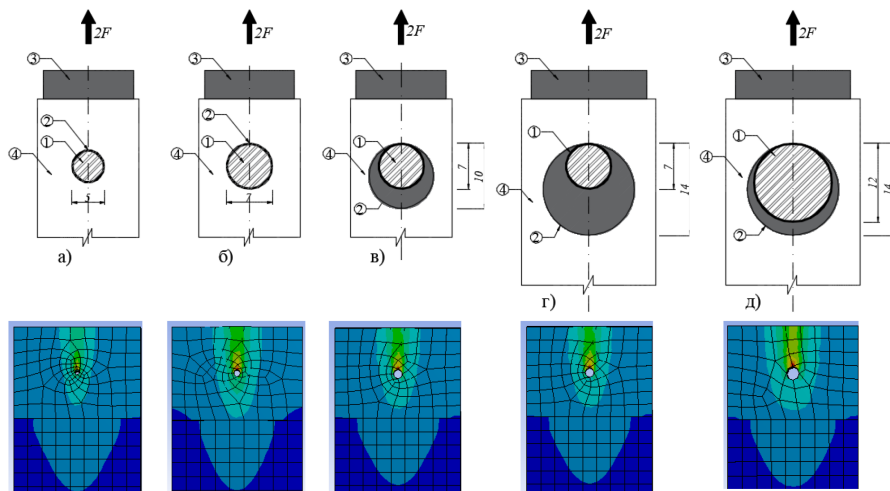 2F 2F 2F 2F 2F
③ ③ ③ ③ ③
② ② ① ① ①
① ① ④ 7 10 7 14 ④ 12 14
④ ④ ② ④
5 7 ② ②
а) б) в) г) д)